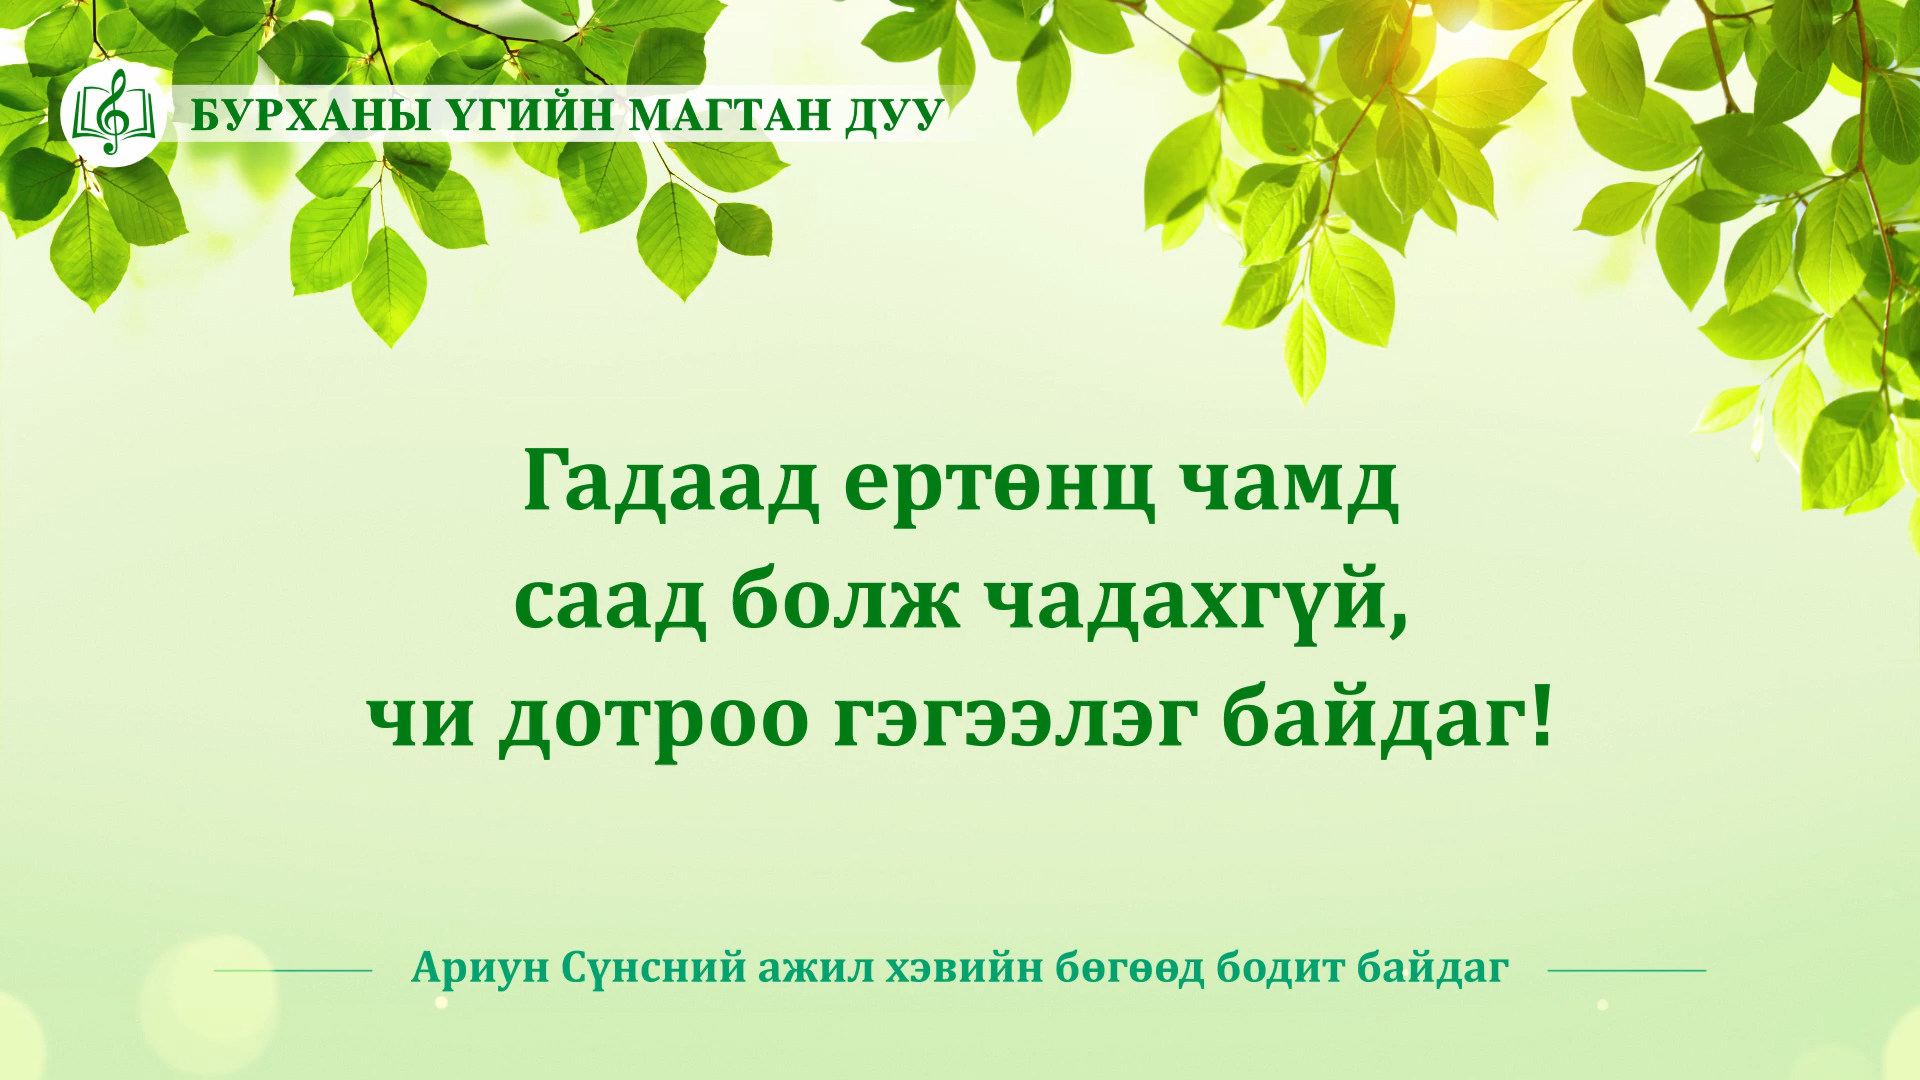 БУРХАНЫ ҮГИЙН МАГТАН ДУУ
Гадаад ертөнц чамд
саад болж чадахгүй,
чи дотроо гэгээлэг байдаг!
Ариун Сүнсний ажил хэвийн бөгөөд бодит байдаг